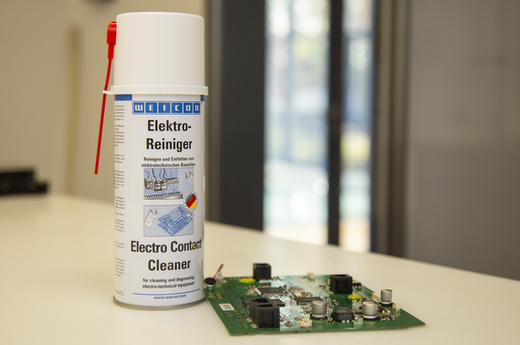 WEICON
Elektro-
Reiniger
Reinigen und Entfetten von
elektrotechnischen Bauteilen
Electro Contact
Cleaner
for cleaning and degreasing
electro-technical equipment
www.weicon.com